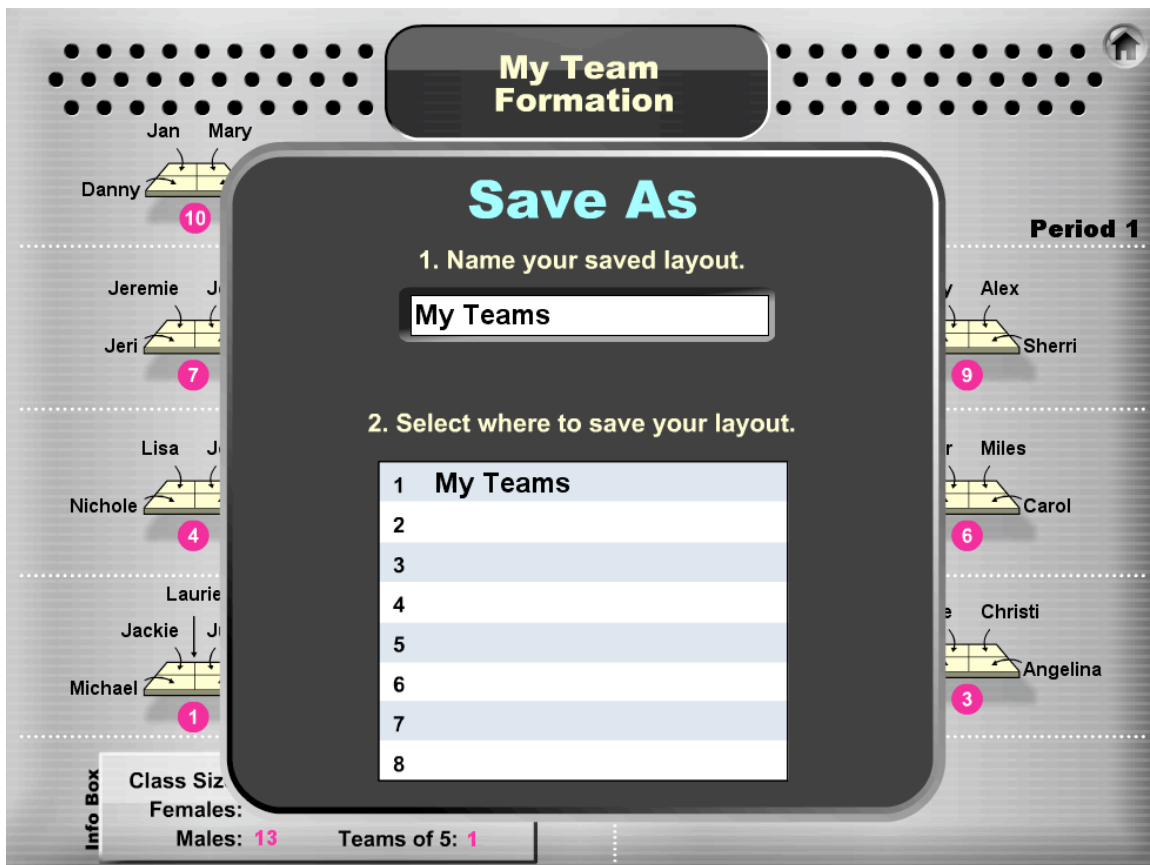 My Team
Formation
Jan Mary
Danny
10
Period 1
Save As
1. Name your saved layout.
My Teams
2. Select where to save your layout.
1 My Teams
2
3
4
5
6
7
8
Jeremie
Jeri
7
Alex
Sherri
9
Lisa
Nichole
4
Miles
Carol
6
Laurie
Jackie
Michael
1
Christi
Angelina
3
Info Box
Females:
Males: 13 Teams of 5: 1
Class